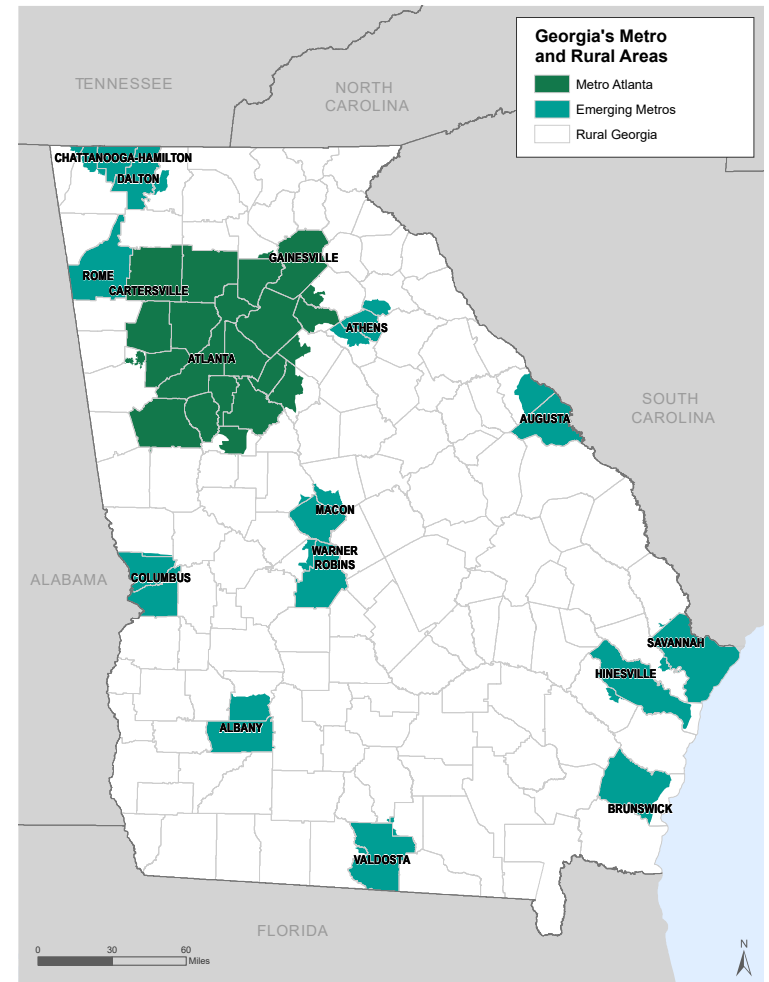 Georgia's Metro
and Rural Areas
Metro Atlanta
Emerging Metros
Rural Georgia
TENNESSEE
NORTH
CAROLINA
CHATTANOOGA-HAMILTON
DALTON
GAINESVILLE
ROME
CARTERSVILLE
ATHENS
ATLANTA
SOUTH
CAROLINA
AUGUSTA
MACON
WARNER
ROBINS
ALABAMA
COLUMBUS
SAVANNAH
HINESVILLE
ALBANY
BRUNSWICK
VALDOSTA
FLORIDA
0 30 60
Miles
N